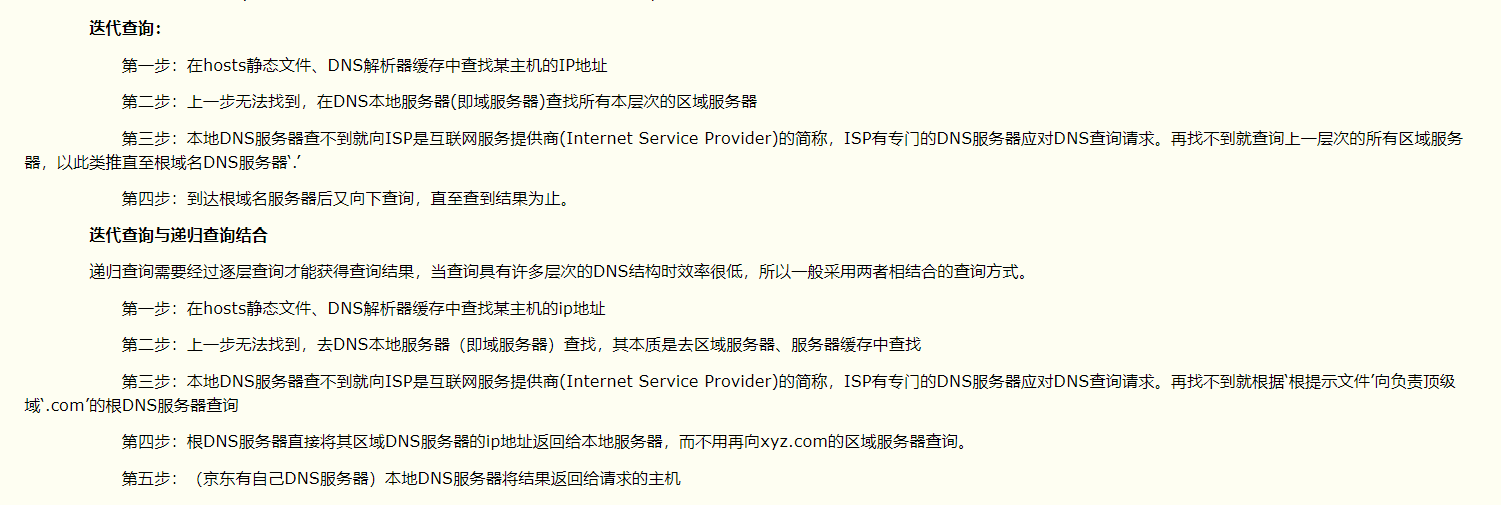 迭代查询：
第一步：在hosts静态文件、DNS解析器缓存中查找某主机的IP地址
第二步：上一步无法找到，在DNS本地服务器(即域服务器)查找所有本层次的区域服务器
第三步：本地DNS服务器查不到就向ISP是互联网服务提供商(Internet Service Provider)的简称，ISP有专门的DNS服务器应对DNS查询请求。再找不到就查询上一层次的所有区域服务
器，以此类推直至根域名DNS服务器‘.’
第四步：到达根域名服务器后又向下查询，直至查到结果为止。
迭代查询与递归查询结合
递归查询需要经过逐层查询才能获得查询结果，当查询具有许多层次的DNS结构时效率很低，所以一般采用两者相结合的查询方式。
第一步：在hosts静态文件、DNS解析器缓存中查找某主机的ip地址
第二步：上一步无法找到，去DNS本地服务器（即域服务器）查找，其本质是去区域服务器、服务器缓存中查找
第三步：本地DNS服务器查不到就向ISP是互联网服务提供商(Internet Service Provider)的简称，ISP有专门的DNS服务器应对DNS查询请求。再找不到就根据‘根提示文件’向负责顶级
域‘.com’的根DNS服务器查询
第四步：根DNS服务器直接将其区域DNS服务器的ip地址返回给本地服务器，而不用再向xyz.com的区域服务器查询。
第五步：（京东有自己DNS服务器）本地DNS服务器将结果返回给请求的主机